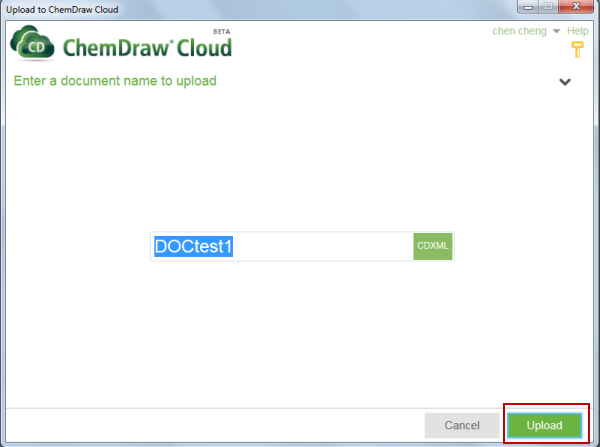 Upload to ChemDraw Cloud
BETA
chen cheng Help
CD
ChemDraw™ Cloud
Enter a document name to upload
DOCtest1 CDXML
Cancel Upload